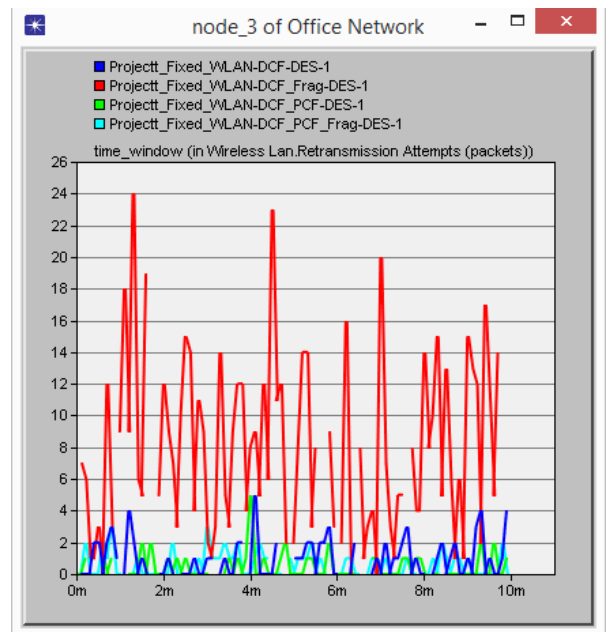 node_3 of Office Network
Projectt_Fixed_WLAN-DCF-DES-1
Projectt_Fixed_WLAN-DCF_Frag-DES-1
Projectt_Fixed_WLAN-DCF_PCF-DES-1
Projectt_Fixed_WLAN-DCF_PCF_Frag-DES-1
time_window (in Wireless Lan.Retransmission Attempts (packets))
26
24
22
20
18
16
14
12
10
8
6
4
2
0
0m 2m 4m 6m 8m 10m